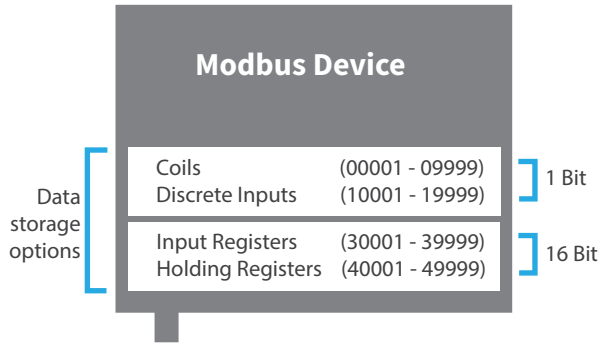 Modbus Device
Data
storage
options
Coils (00001 - 09999)
Discrete Inputs (10001 - 19999)
1 Bit
Input Registers (30001 - 39999)
Holding Registers (40001 - 49999)
16 Bit